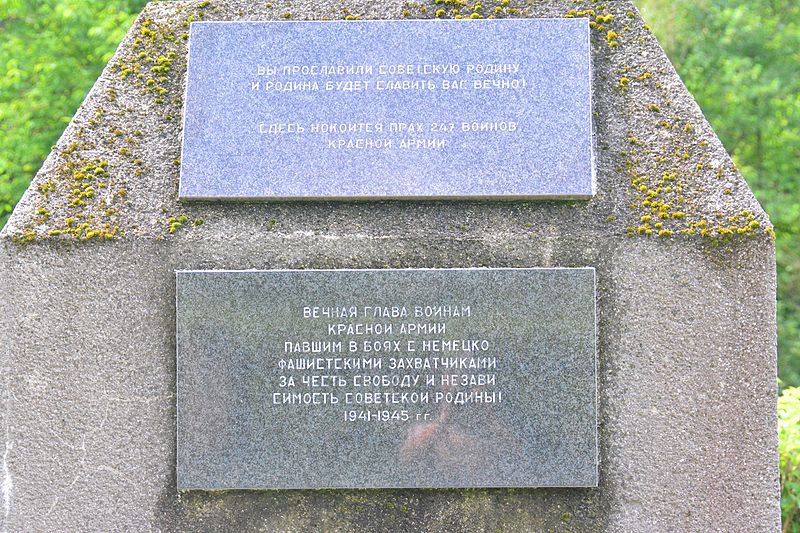 ВЫ ПРОСЛАВИЛИ СОВЕТСКУЮ РОДИНУ
И РОДИНА БУДЕТ СЛАВИТЬ ВАС ВЕЧНО!
ЗДЕСЬ ПОКОИТСЯ ПРАХ 247 ВОИНОВ
КРАСНОЙ АРМИИ
ВЕЧНАЯ ГЛАВА ВОИНАМ
КРАСНОЙ АРМИИ
ПАВШИМ В БОЯХ С НЕМЕЦКО
ФАШИСТСКИМИ ЗАХВАТЧИКАМИ
ЗА ЧЕСТЬ СВОБОДУ И НЕЗАВИ
СИМОСТЬ СОВЕТСКОЙ РОДИНЫ!
1941-1945 г.г.